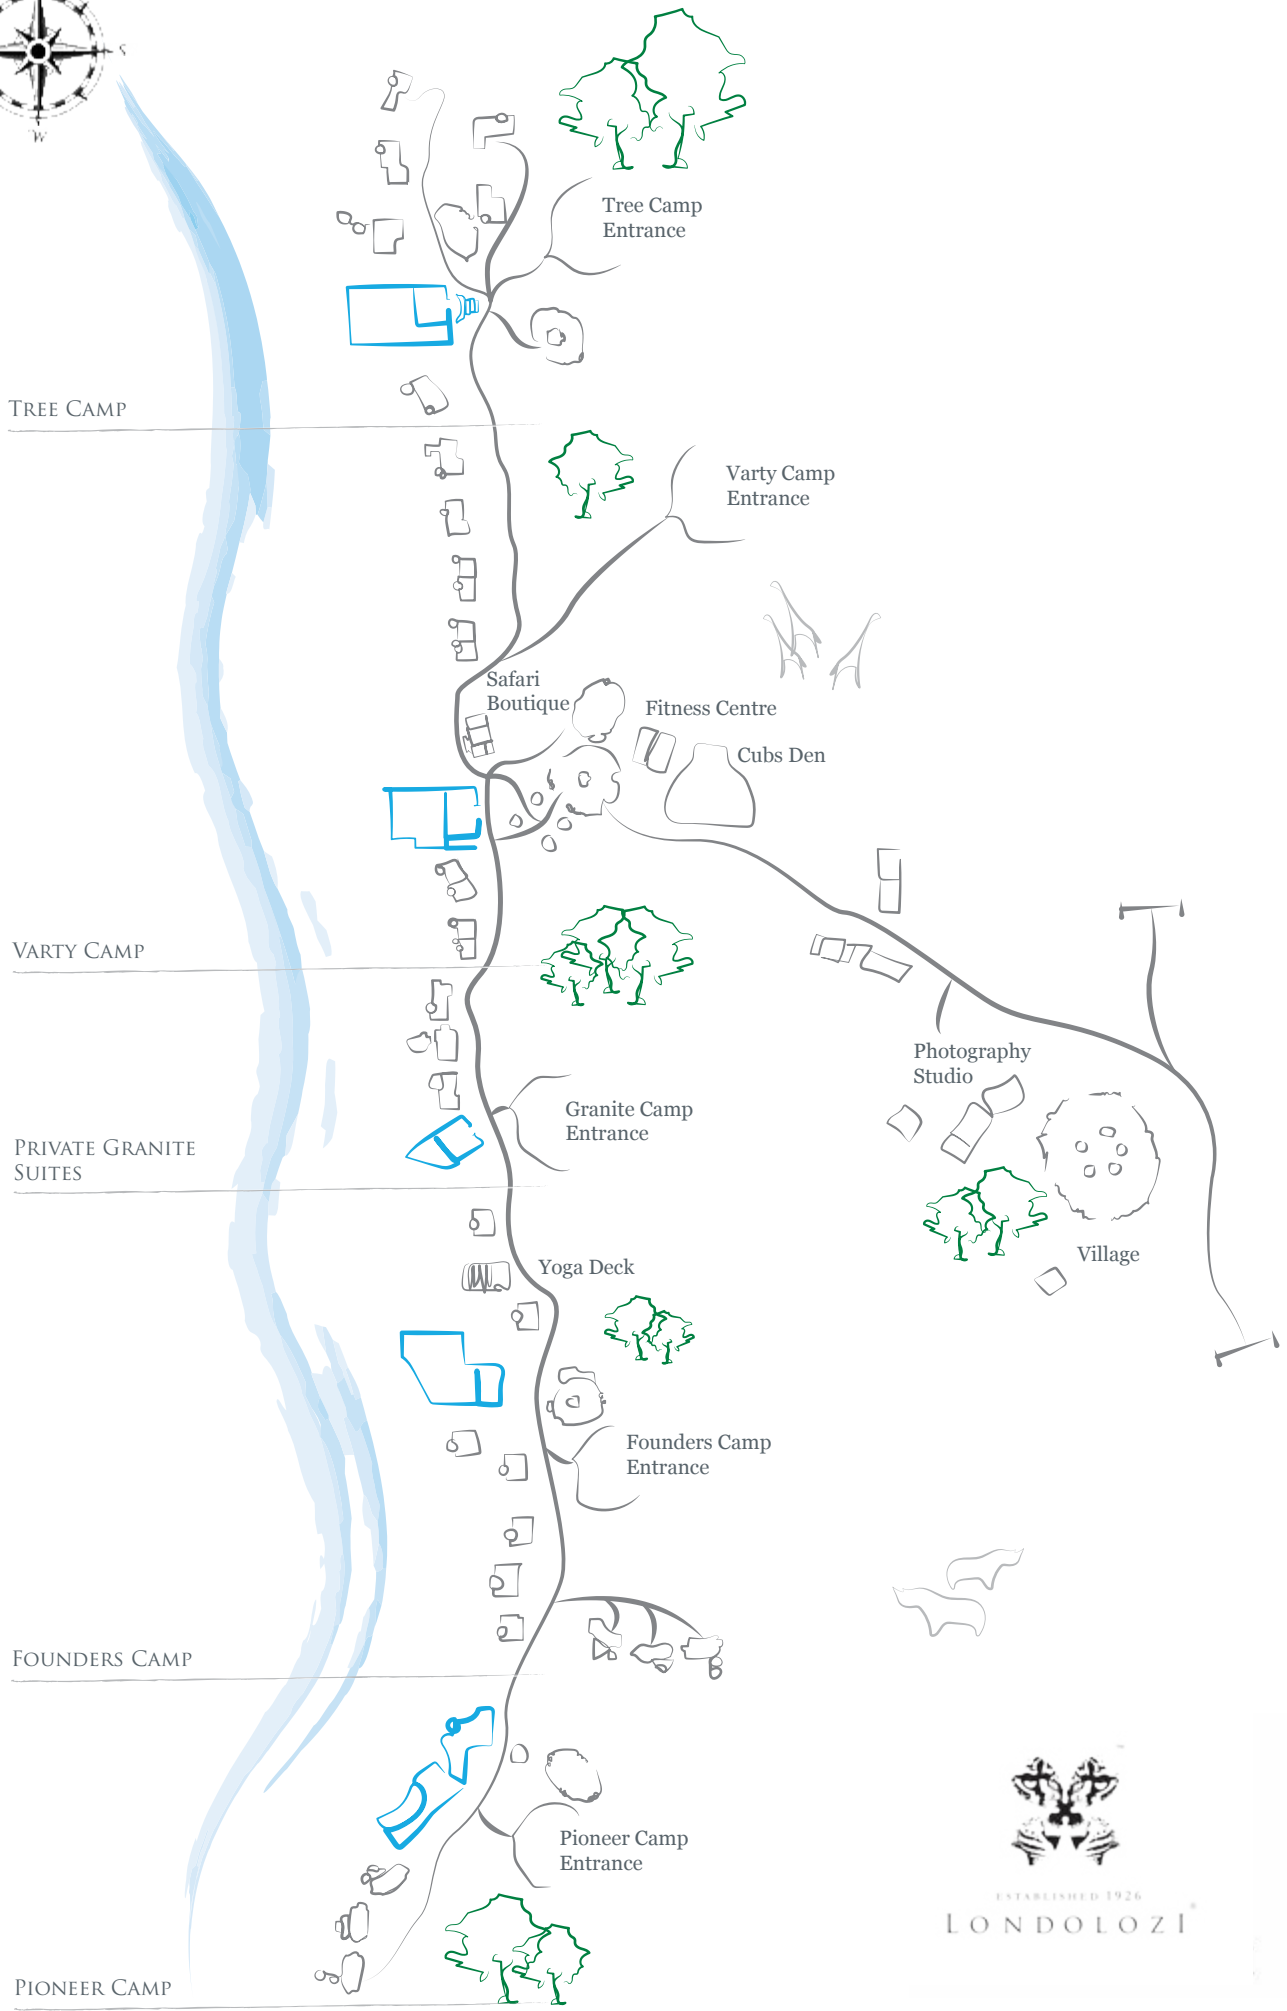 S
W
Tree Camp
Entrance
TREE CAMP
Varty Camp
Entrance
Safari
Boutique
Fitness Centre
Cubs Den
VARTY CAMP
Photography
Studio
Granite Camp
Entrance
PRIVATE GRANITE
SUITES
Village
Yoga Deck
Founders Camp
Entrance
FOUNDERS CAMP
Pioneer Camp
Entrance
ESTABLISHED 1926
LONDOLOZI®
PIONEER CAMP